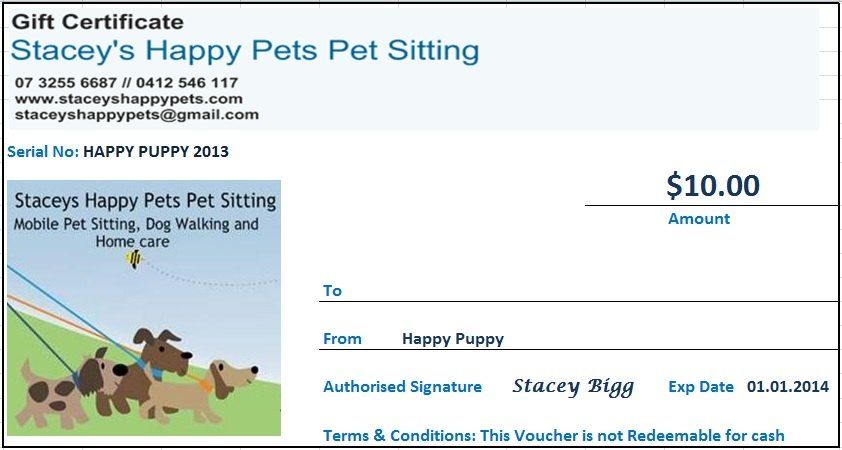 Gift Certificate
Stacey's Happy Pets Pet Sitting
07 3255 6687 // 0412 546 117
www.staceyshappypets.com
staceyshappypets@gmail.com
Serial No: HAPPY PUPPY 2013
Staceys Happy Pets Pet Sitting
Mobile Pet Sitting, Dog Walking and
Home care
$10.00
Amount
To
From Happy Puppy
Authorised Signature Stacey Bigg Exp Date 01.01.2014
Terms & Conditions: This Voucher is not Redeemable for cash